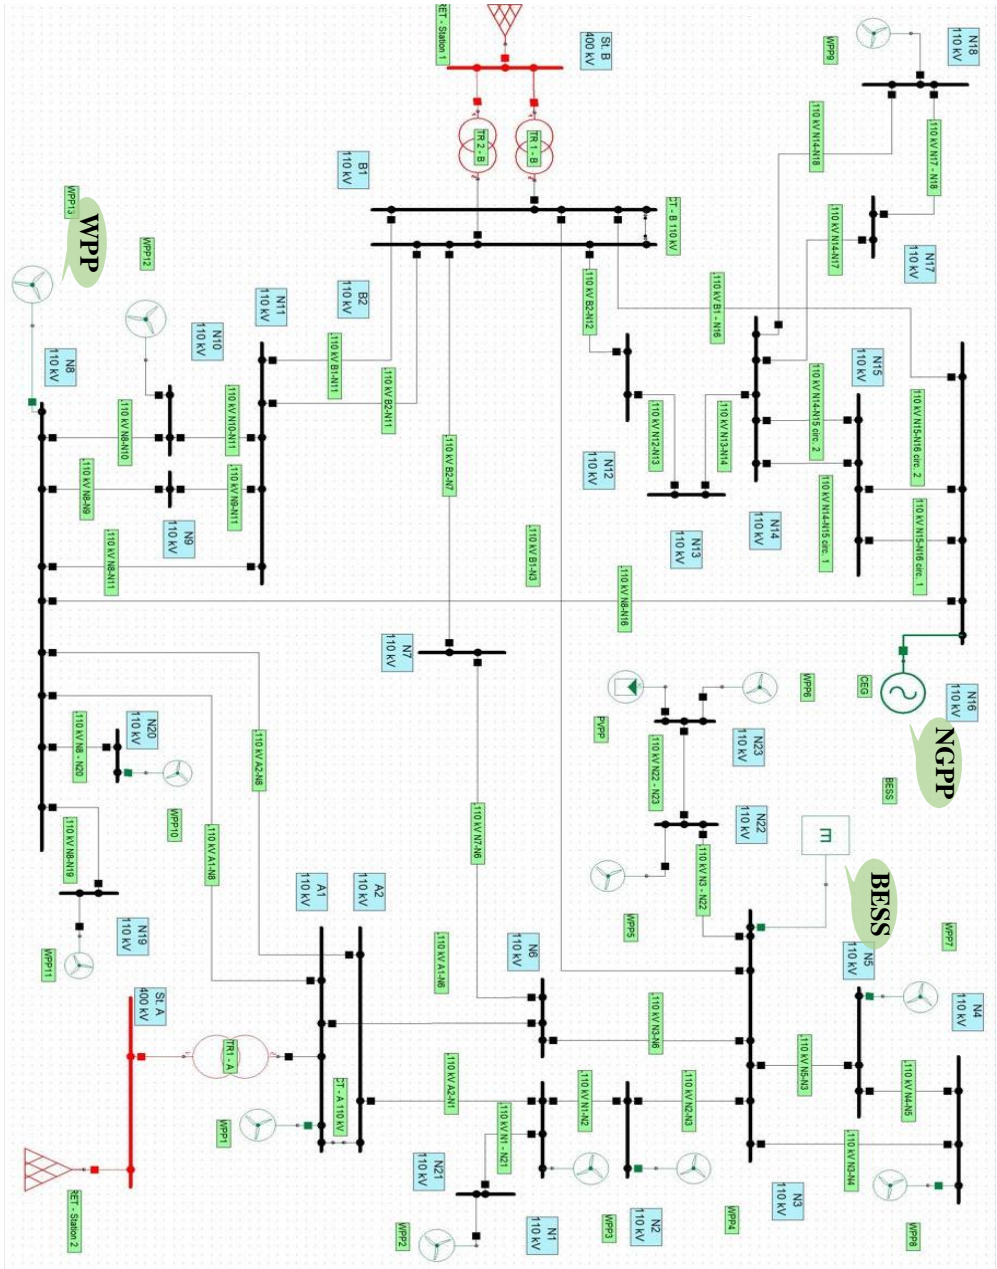 RET - Station 1
St. B
400 kV
TR 2 - B
TR 1 - B
WPP9
N18
110 kV
110 kV N14-N18
110 kV N17 - N18
B1
110 kV
CT - B 110 kV
110 kV N14-N17
N17
110 kV
WPP13
WPP
WPP12
N11
110 kV
B2
110 kV
110 kV B2-N12
110 kV B1 - N16
N10
110 kV
N8
110 kV
110 kV B1-N11
110 kV B2-N11
N15
110 kV
110 kV N8-N10
110 kV N10-N11
110 kV N12-N13
110 kV N13-N14
110 kV N14-N15 circ. 2
110 kV N15-N16 circ. 2
110 kV B2-N7
110 kV N8-N9
110 kV N9-N11
N12
110 kV
N9
110 kV
N14
110 kV
N13
110 kV
110 kV N14-N15 circ. 1
110 kV N15-N16 circ. 1
110 kV N8-N11
110 kV B1-N3
110 kV N8-N16
N7
110 kV
WPP6
CEG
N16
110 kV
NGPP
PVPP
N20
110 kV
110 kV N8 - N20
110 kV A2-N8
110 kV N22 - N23
N23
110 kV
BESS
WPP10
110 kV N8-N19
110 kV A1-N8
110 kV N7-N6
N22
110 kV
110 kV N3 - N22
E
BESS
A1
110 kV
A2
110 kV
WPP5
WPP7
N19
110 kV
WPP11
110 kV A1-N6
N6
110 kV
N5
110 kV
N4
110 kV
St. A
400 kV
TR1 - A
110 kV N3-N6
110 kV N5-N3
110 kV N4-N5
WPP1
CT - A 110 kV
110 kV A2-N1
110 kV N1-N2
110 kV N2-N3
110 kV N1 - N21
110 kV N3-N4
N21
110 kV
RET - Station 2
WPP2
N1
110 kV
WPP3
N2
110 kV
WPP4
N3
110 kV
WPP8